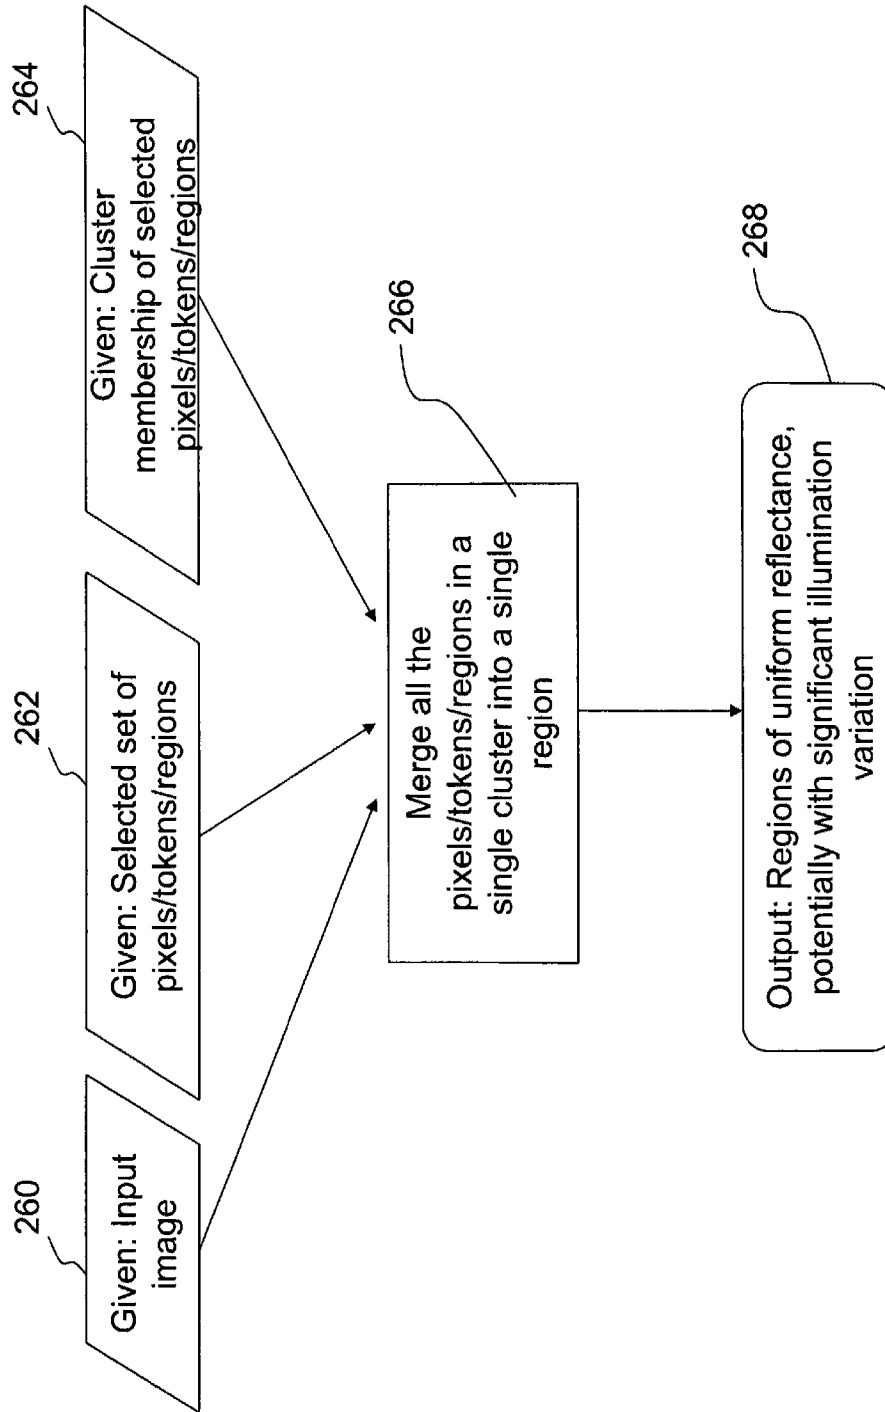 260
Given: Input
image
262
Given: Selected set of
pixels/tokens/regions
264
Given: Cluster
membership of selected
pixels/tokens/regions
266
Merge all the
pixels/tokens/regions in a
single cluster into a single
region
268
Output: Regions of uniform reflectance,
potentially with significant illumination
variation